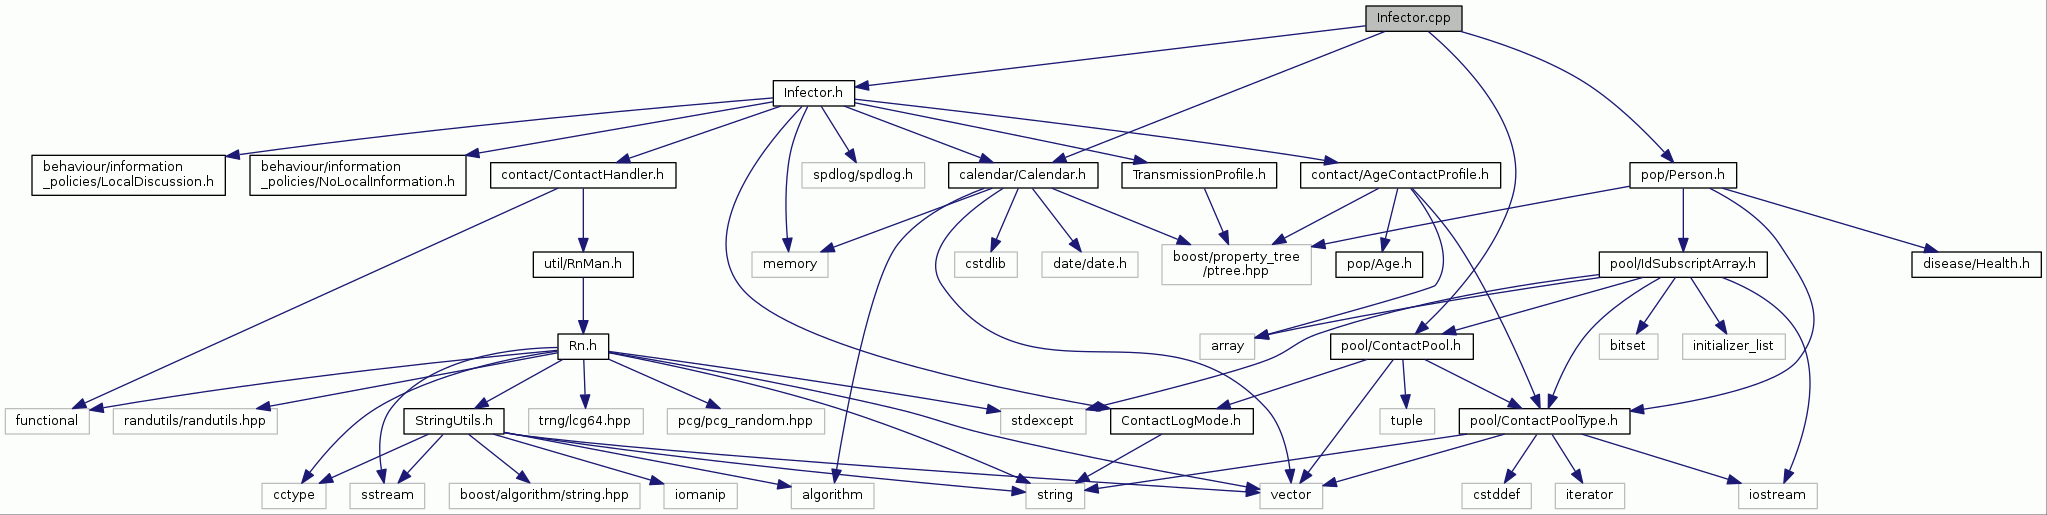 Infector.cpp
Infector.h
behaviour/information
_policies/LocalDiscussion.h
behaviour/information
_policies/NoLocalInformation.h
contact/ContactHandler.h
spdlog/spdlog.h
calendar/Calendar.h
TransmissionProfile.h
contact/AgeContactProfile.h
pop/Person.h
util/RnMan.h
memory
cstdlib
date/date.h
boost/property_tree
/ptree.hpp
pop/Age.h
pool/IdSubscriptArray.h
disease/Health.h
Rn.h
array
pool/ContactPool.h
bitset
initializer_list
functional
randutils/randutils.hpp
StringUtils.h
trng/lcg64.hpp
pcg/pcg_random.hpp
stdexcept
ContactLogMode.h
tuple
pool/ContactPoolType.h
cctype
sstream
boost/algorithm/string.hpp
iomanip
algorithm
string
vector
cstddef
iterator
iostream